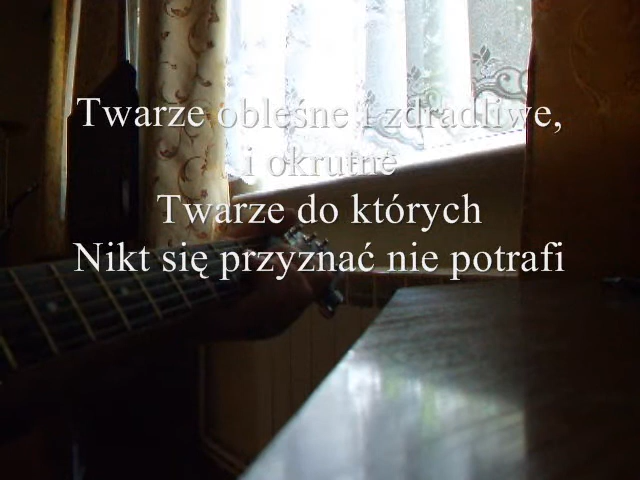 Twarze obleśne i zdradliwe,
i okrutne
Twarze do których
Nikt się przyznać nie potrafi